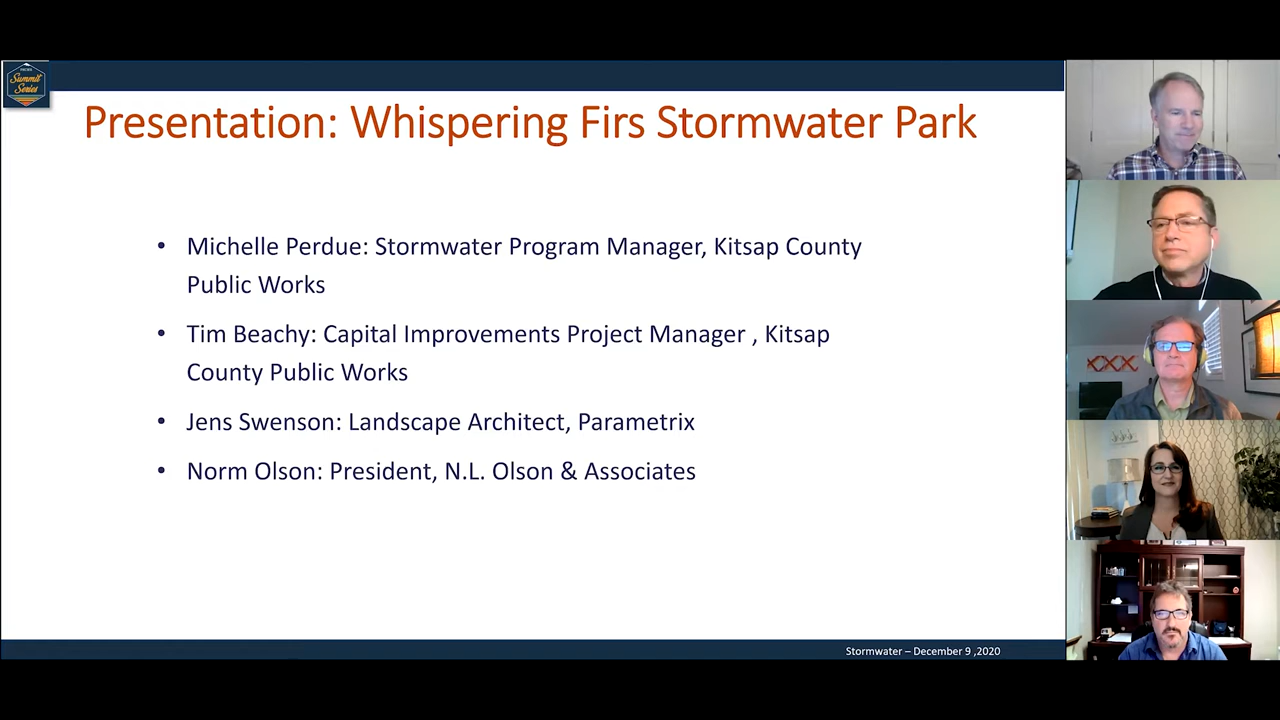 Summit
Series
Presentation: Whispering Firs Stormwater Park
• Michelle Perdue: Stormwater Program Manager, Kitsap County
Public Works
• Tim Beachy: Capital Improvements Project Manager , Kitsap
County Public Works
• Jens Swenson: Landscape Architect, Parametrix
• Norm Olson: President, N.L. Olson & Associates
Stormwater – December 9 ,2020